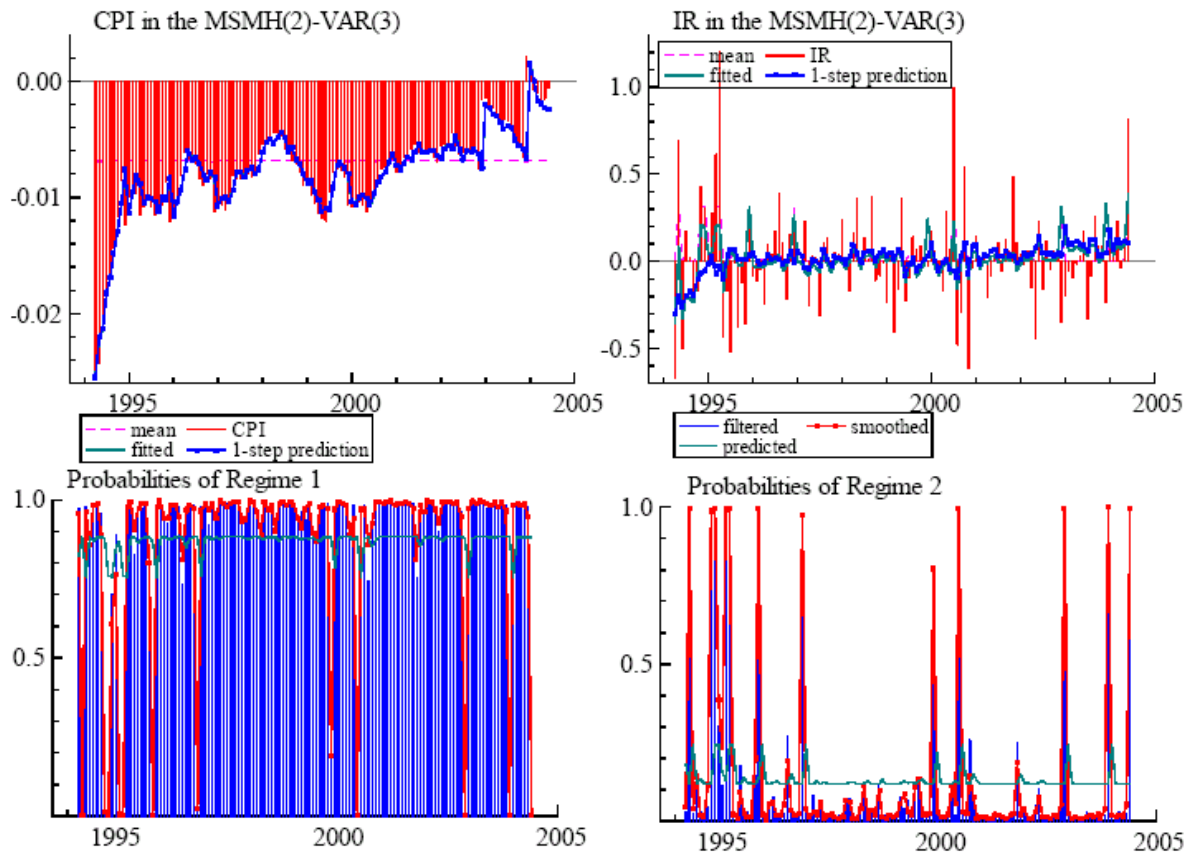 CPI in the MSMH(2)-VAR(3)
0.00
-0.01
-0.02
1995
2000
2005
mean
CPI
fitted
1-step prediction
IR in the MSMH(2)-VAR(3)
mean
IR
fitted
1-step prediction
1.0
0.5
0.0
-0.5
1995
2000
2005
filtered
smoothed
predicted
Probabilities of Regime 1
1.0
0.5
1995
2000
2005
Probabilities of Regime 2
1.0
0.5
1995
2000
2005